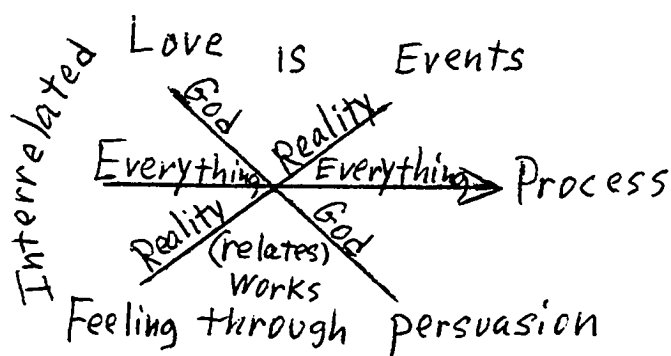 Love is Events
Interrelated
God
Reality
Everything Everything Process
Reality
God
(relates)
works
Feeling through persuasion